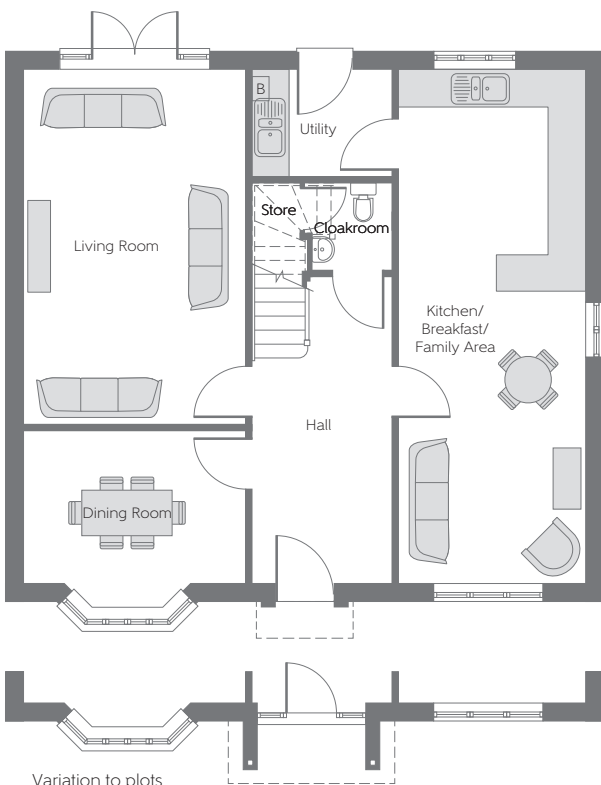 B
Utility
Store
Cloakroom
Living Room
Kitchen/
Breakfast/
Family Area
Hall
Dining Room
Variation to plots